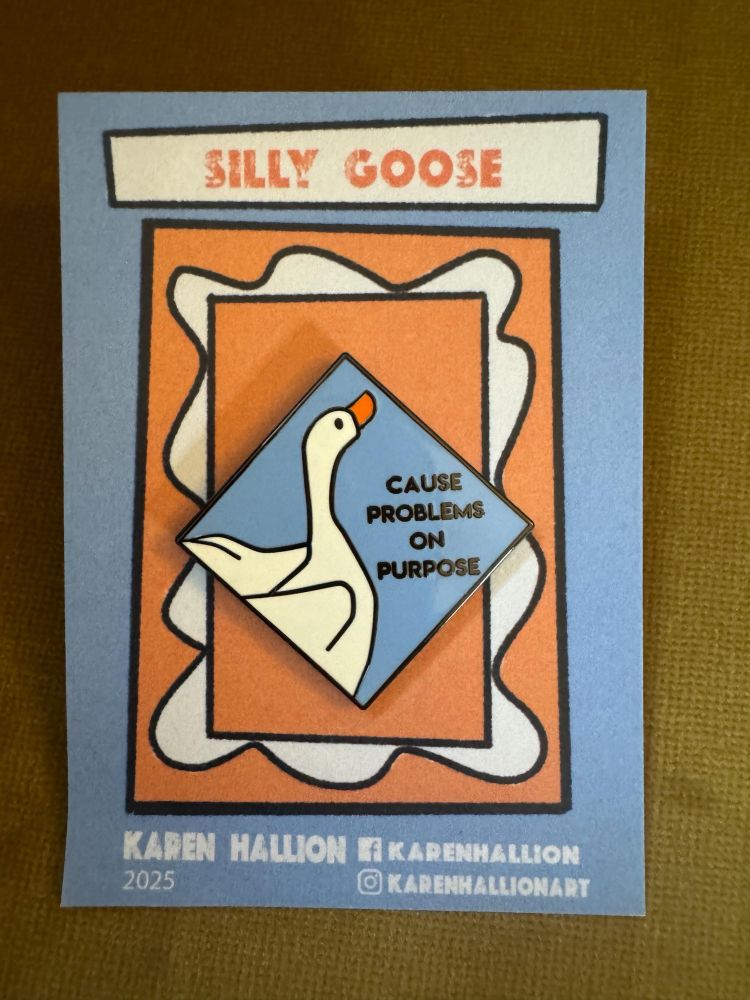 SILLY GOOSE
CAUSE
PROBLEMS
ON
PURPOSE
KAREN HALLION
KARENHALLION
2025
KARENHALLIONART